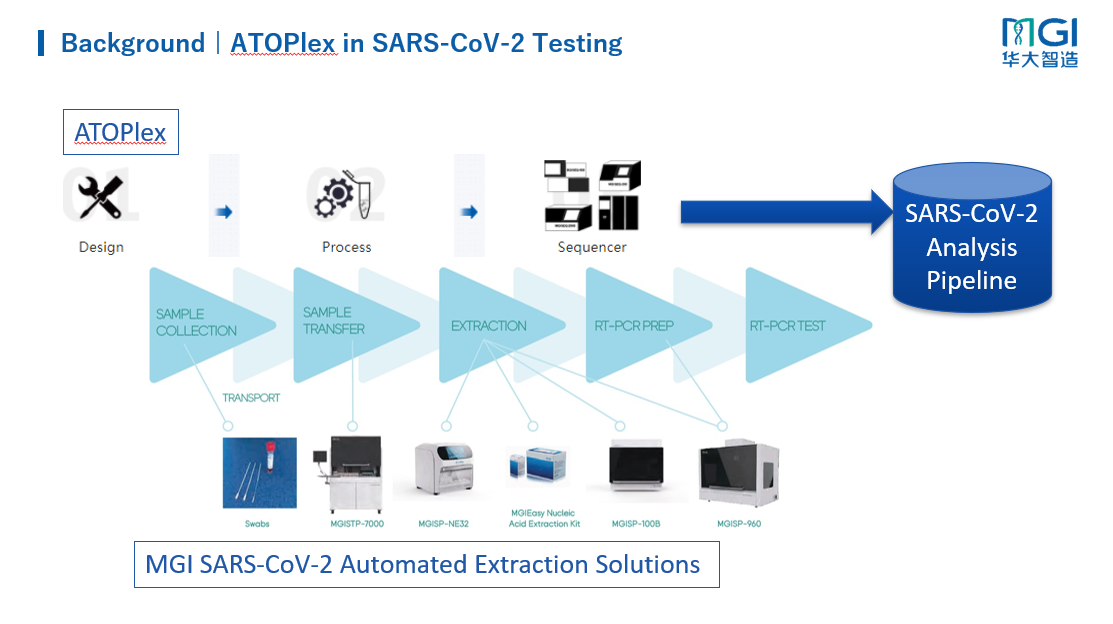 Background | ATOPlex in SARS-CoV-2 Testing
MGI
华大智造
ATOPlex
01
02
Design
Process
Sequencer
SARS-CoV-2
Analysis
Pipeline
SAMPLE
COLLECTION
SAMPLE
TRANSFER
EXTRACTION
RT-PCR PREP
RT-PCR TEST
TRANSPORT
Swabs
MGISTP-7000
MGISP-NE32
MGIEasy Nucleic
Acid Extraction Kit
MGISP-100B
MGISP-960
MGI SARS-CoV-2 Automated Extraction Solutions